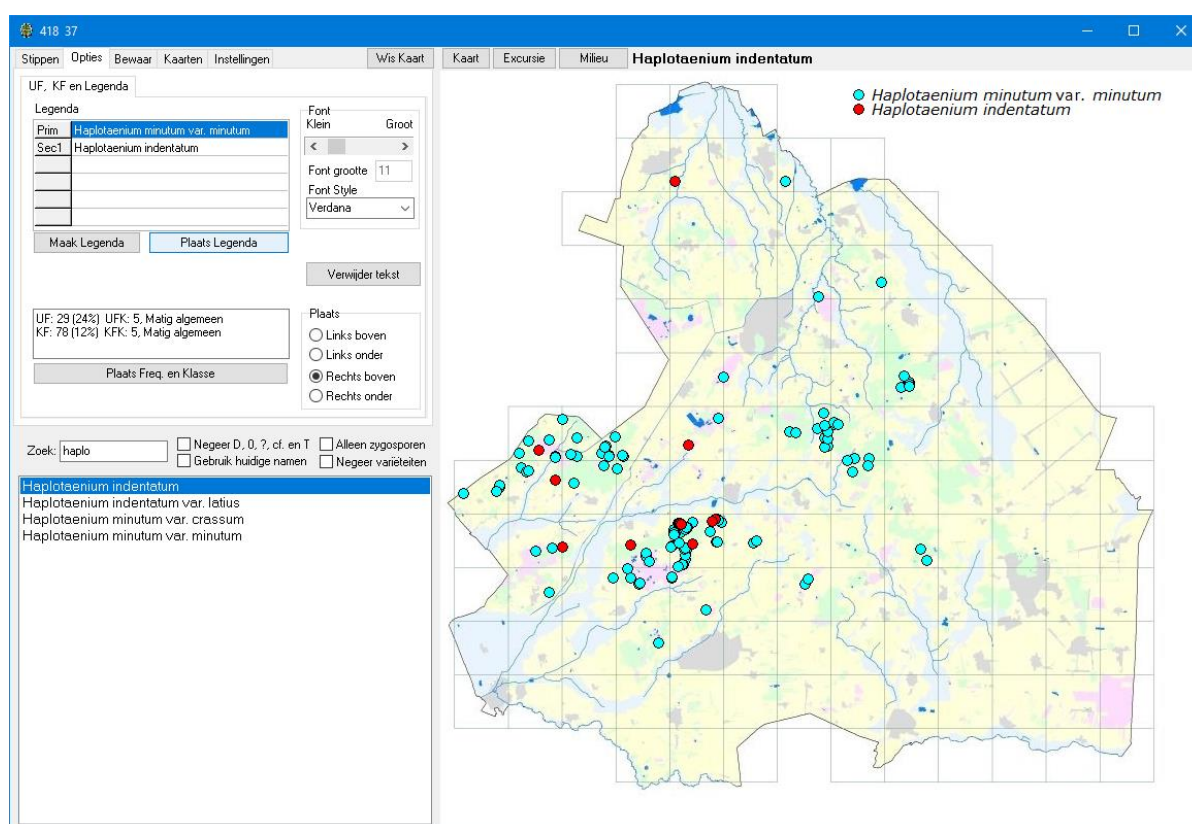 418 37
Stippen Opties Bewaar Kaarten Instellingen Wis Kaart Kaart Excursie Milieu Haplotaenium indentatum
UF, KF en Legenda
Legenda
Prim Haplotaenium minutum var. minutum
Sec1 Haplotaenium indentatum
Maak Legenda Plaats Legenda
Font
Klein Groot
Font grootte 11
Font Style
Verdana
Verwijder tekst
UF: 29 (24%) UFK: 5, Matig algemeen
KF: 78 (12%) KFK: 5, Matig algemeen
Plaats Freq. en Klasse
Plaats
Links boven
Links onder
Rechts boven
Rechts onder
Zoek: haplo
Negeer D, 0, ?, cf. en T Alleen zygosporen
Gebruik huidige namen Negeer variëteiten
Haplotaenium indentatum
Haplotaenium indentatum var. latius
Haplotaenium minutum var. crassum
Haplotaenium minutum var. minutum
Haplotaenium minutum var. minutum
Haplotaenium indentatum